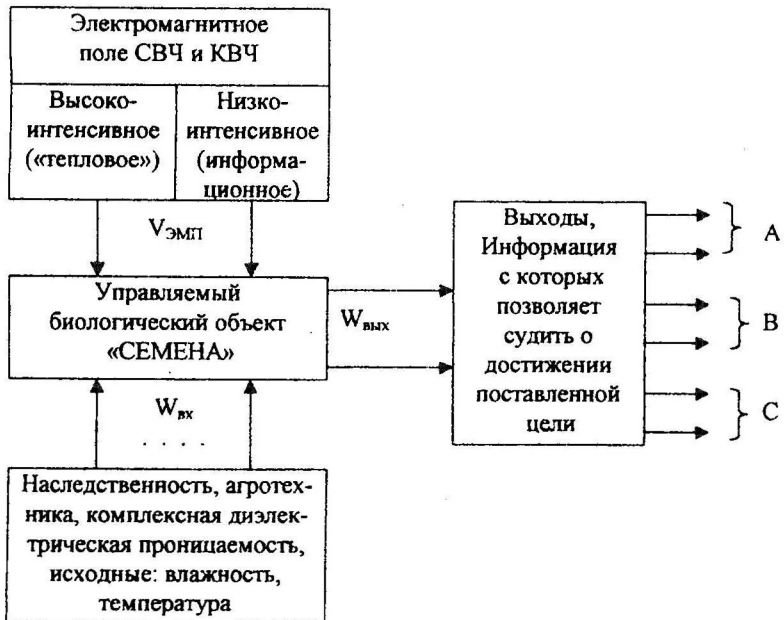 Электромагнитное
поле СВЧ и КВЧ
Высоко-
интенсивное
(«тепловое»)
Низко-
интенсивное
(информа-
ционное)
VЭМП
Управляемый
биологический объект
«СЕМЕНА»
Wвых
Wвх
. . . .
Наследственность, агротех-
ника, комплексная диэлек-
трическая проницаемость,
исходные: влажность,
температура
Выходы,
Информация
с которых
позволяет
судить о
достижении
поставленной
цели
A
B
C